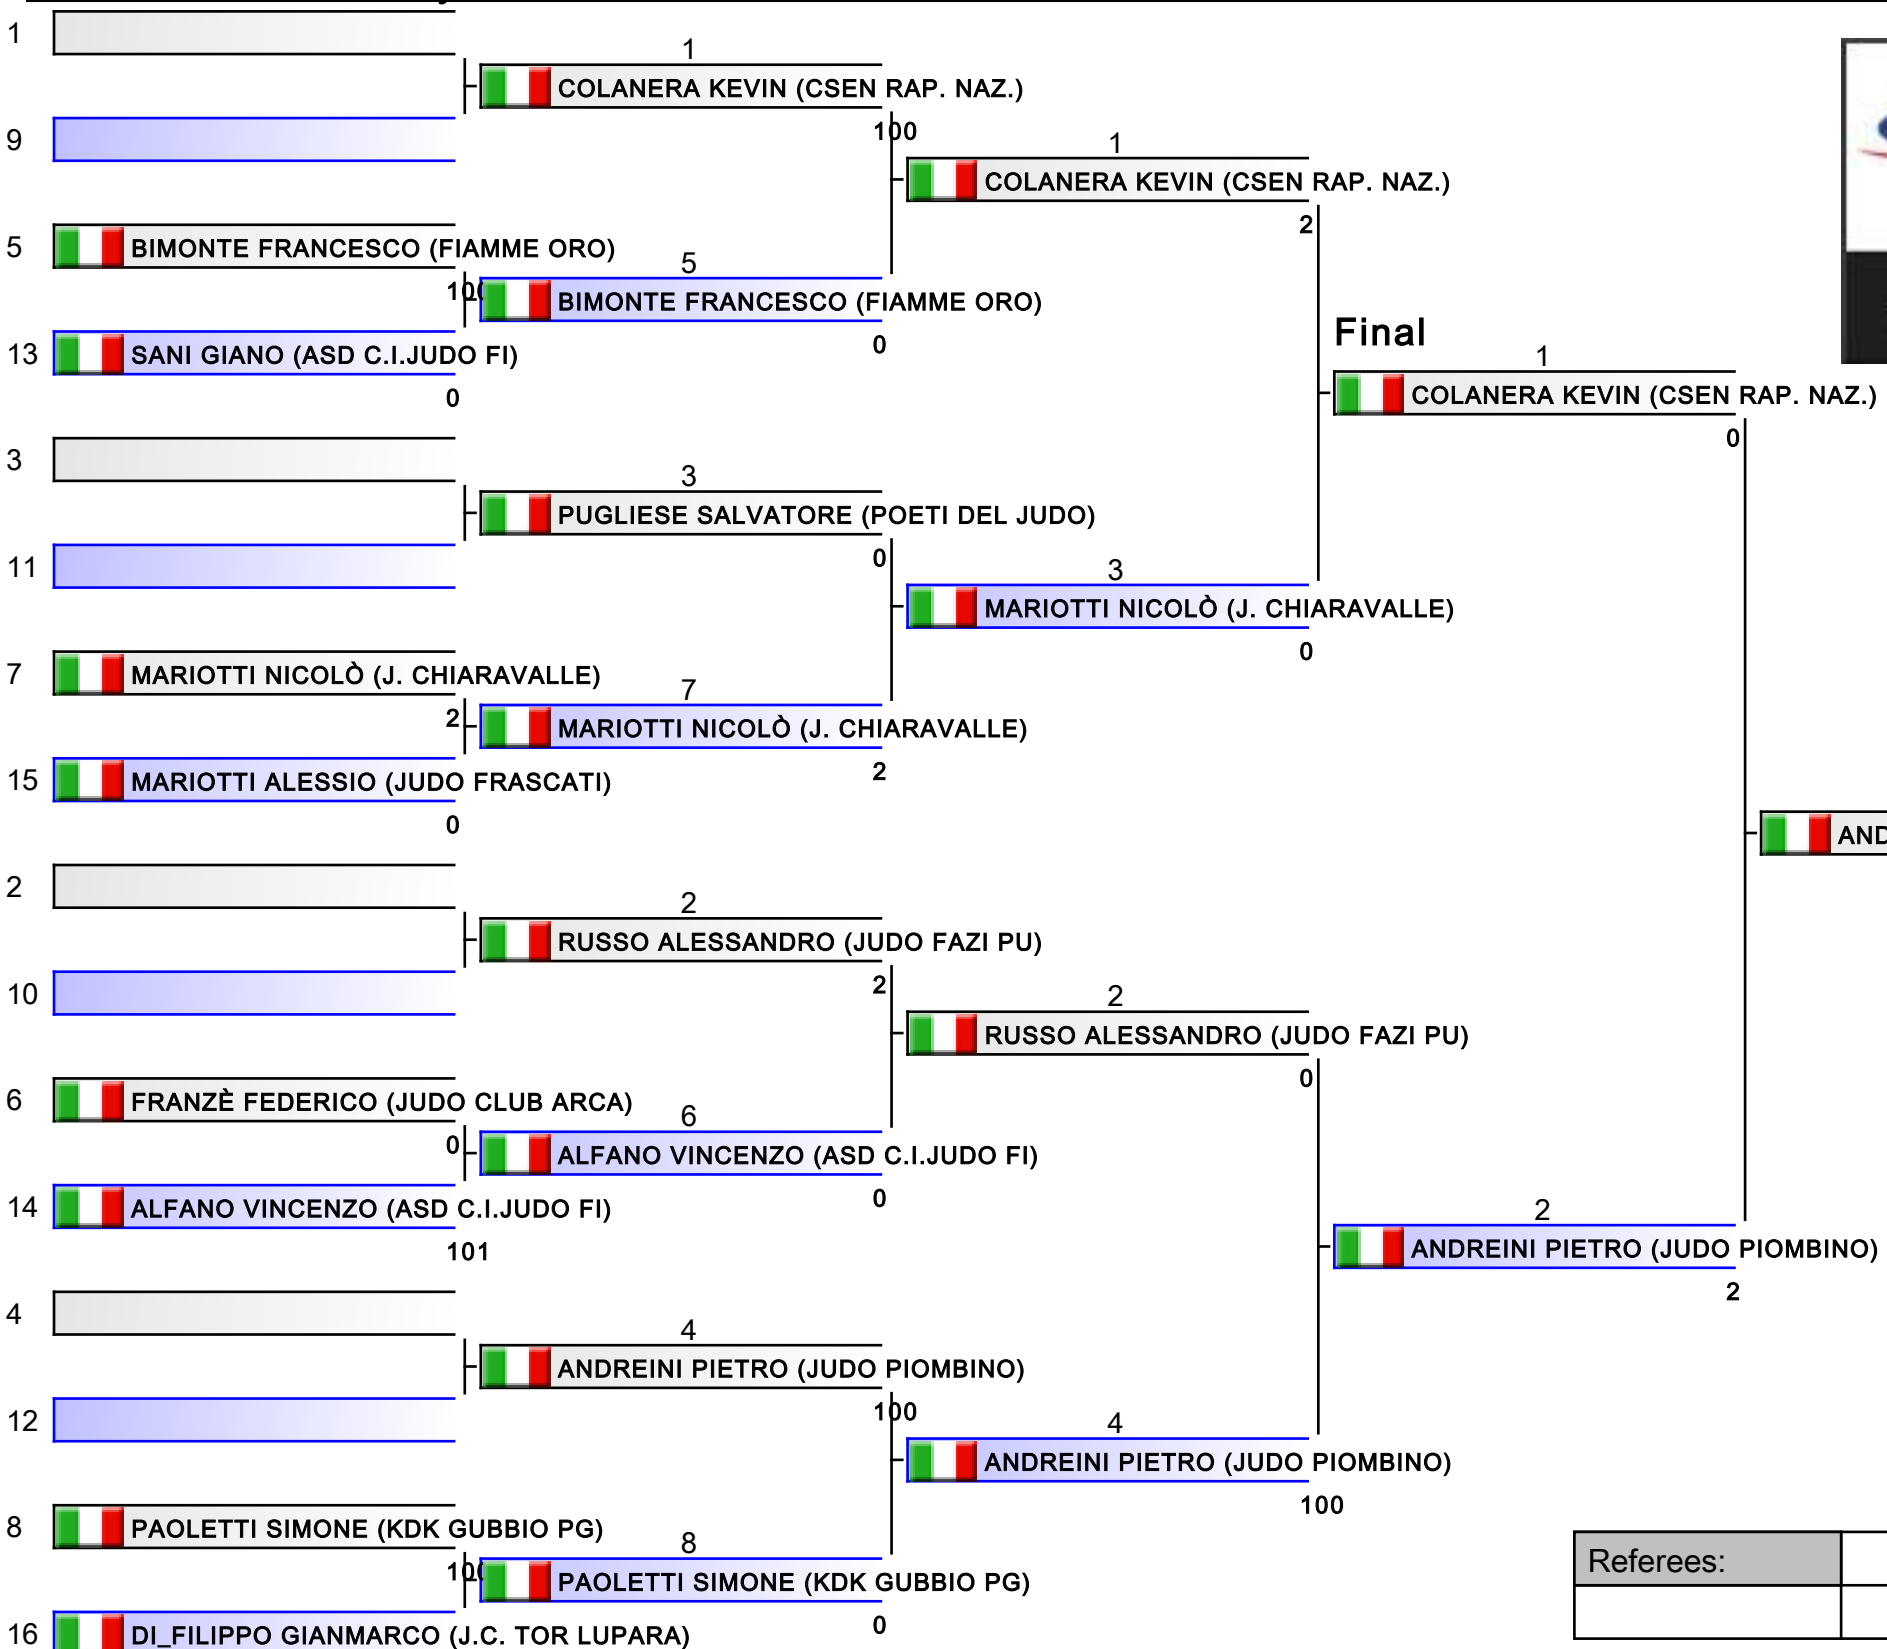 1
1
COLANERA KEVIN (CSEN RAP. NAZ.)
100
9
1
COLANERA KEVIN (CSEN RAP. NAZ.)
2
5
BIMONTE FRANCESCO (FIAMME ORO)
5
BIMONTE FRANCESCO (FIAMME ORO)
0
13
SANI GIANO (ASD C.I.JUDO FI)
0
Final
1
COLANERA KEVIN (CSEN RAP. NAZ.)
0
3
3
PUGLIESE SALVATORE (POETI DEL JUDO)
0
11
3
MARIOTTI NICOLÒ (J. CHIARAVALLE)
0
7
MARIOTTI NICOLÒ (J. CHIARAVALLE)
2
7
MARIOTTI NICOLÒ (J. CHIARAVALLE)
2
15
MARIOTTI ALESSIO (JUDO FRASCATI)
0
AND
2
2
RUSSO ALESSANDRO (JUDO FAZI PU)
2
10
2
RUSSO ALESSANDRO (JUDO FAZI PU)
0
6
FRANZÈ FEDERICO (JUDO CLUB ARCA)
0
6
ALFANO VINCENZO (ASD C.I.JUDO FI)
0
14
ALFANO VINCENZO (ASD C.I.JUDO FI)
101
2
ANDREINI PIETRO (JUDO PIOMBINO)
2
4
4
ANDREINI PIETRO (JUDO PIOMBINO)
100
12
4
ANDREINI PIETRO (JUDO PIOMBINO)
100
8
PAOLETTI SIMONE (KDK GUBBIO PG)
8
PAOLETTI SIMONE (KDK GUBBIO PG)
0
16
DI_FILIPPO GIANMARCO (J.C. TOR LUPARA)
Referees: